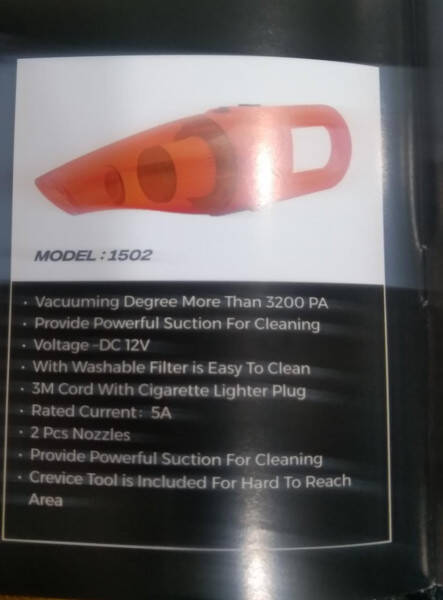 MODEL : 1502
• Vacuuming Degree More Than 3200 PA
• Provide Powerful Suction For Cleaning
• Voltage -DC 12V
• With Washable Filter is Easy To Clean
• 3M Cord With Cigarette Lighter Plug
• Rated Current: 5A
• 2 Pcs Nozzles
• Provide Powerful Suction For Cleaning
• Crevice Tool is Included For Hard To Reach
Area